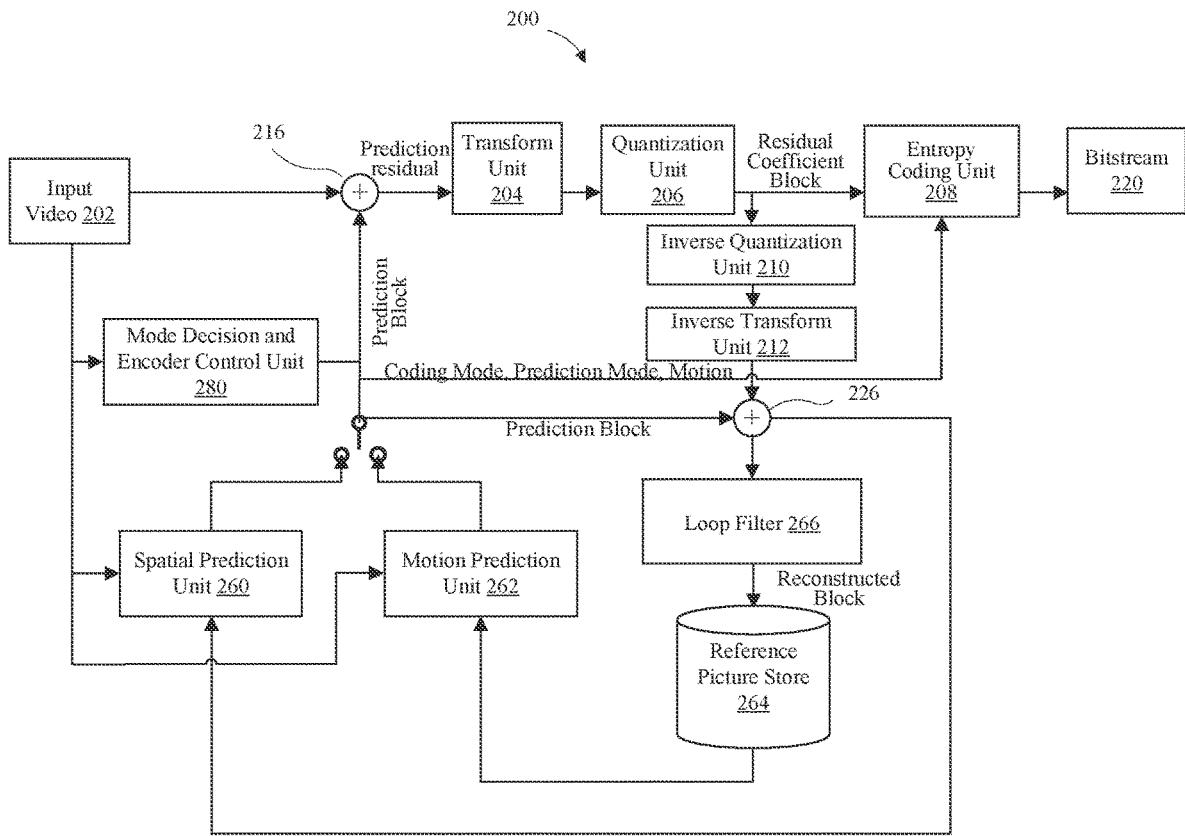 200
216
Prediction
residual
Transform
Unit
204
Quantization
Unit
206
Residual
Coefficient
Block
Entropy
Coding Unit
208
Bitstream
220
Input
Video 202
Inverse Quantization
Unit 210
Prediction
Block
Inverse Transform
Unit 212
Mode Decision and
Encoder Control Unit
280
Coding Mode, Prediction Mode, Motion
226
Prediction Block
Loop Filter 266
Spatial Prediction
Unit 260
Motion Prediction
Unit 262
Reconstructed
Block
Reference
Picture Store
264